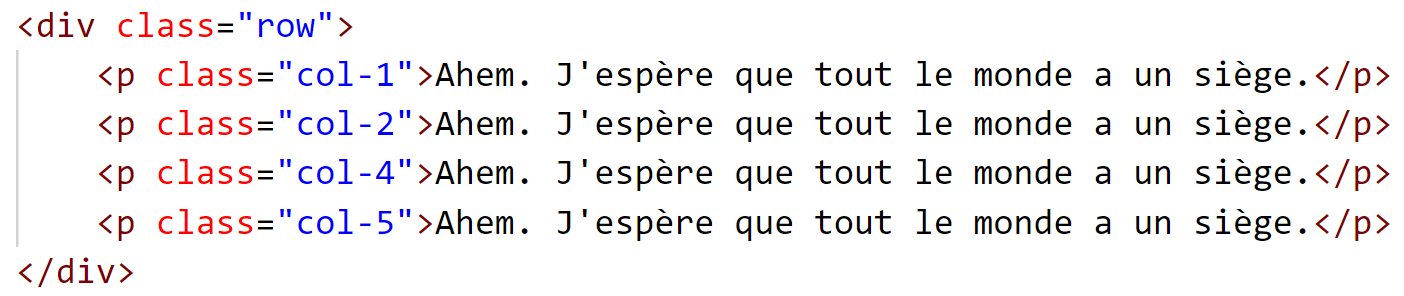 <div class="row">
    <p class="col-1">Ahem. J'espère que tout le monde a un siège.</p>
    <p class="col-2">Ahem. J'espère que tout le monde a un siège.</p>
    <p class="col-4">Ahem. J'espère que tout le monde a un siège.</p>
    <p class="col-5">Ahem. J'espère que tout le monde a un siège.</p>
</div>